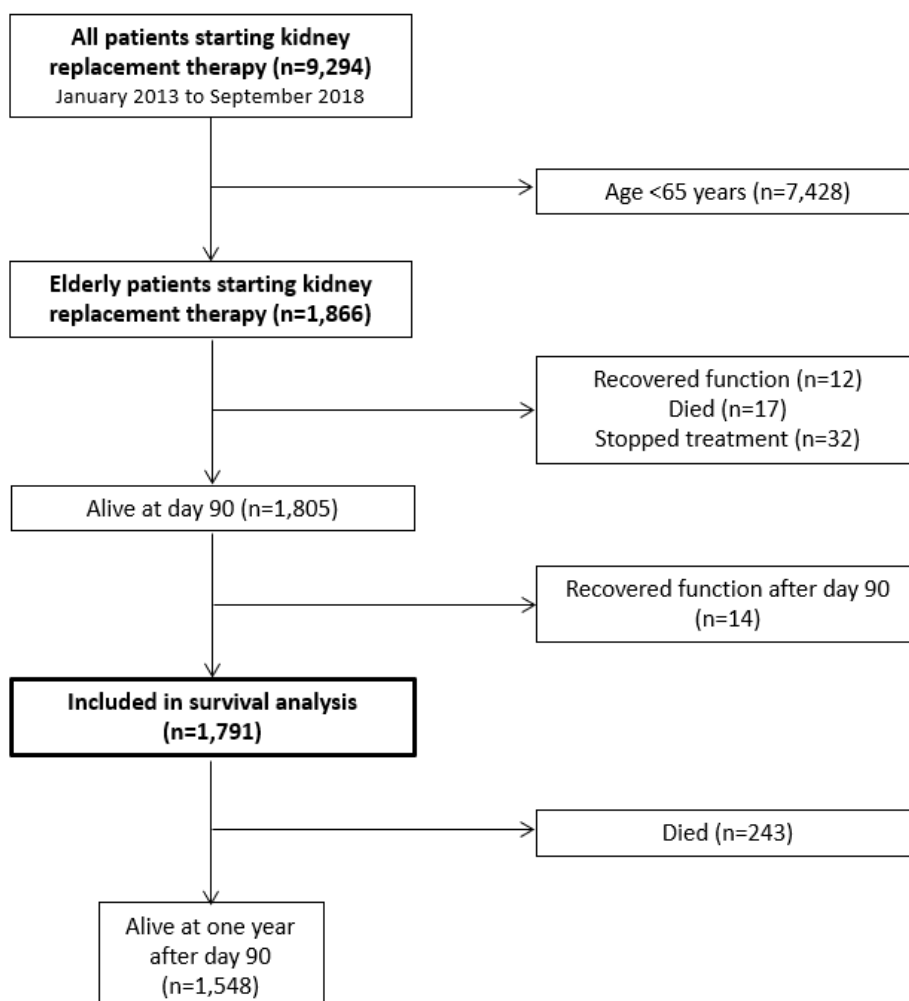 All patients starting kidney
replacement therapy (n=9,294)
January 2013 to September 2018
Age <65 years (n=7,428)
Elderly patients starting kidney
replacement therapy (n=1,866)
Recovered function (n=12)
Died (n=17)
Stopped treatment (n=32)
Alive at day 90 (n=1,805)
Recovered function after day 90
(n=14)
Included in survival analysis
(n=1,791)
Died (n=243)
Alive at one year
after day 90
(n=1,548)